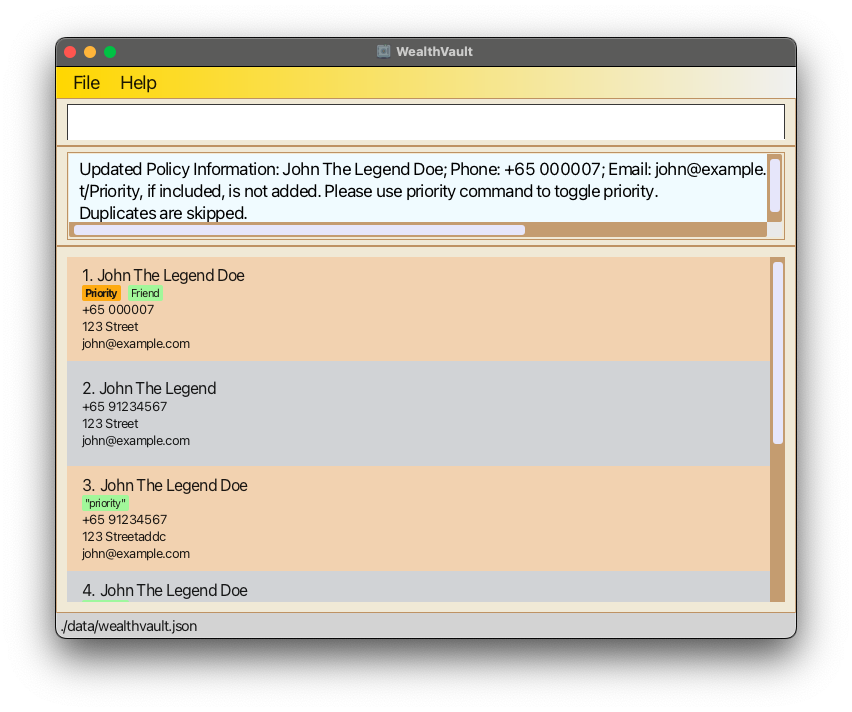 WealthVault
File Help
Updated Policy Information: John The Legend Doe; Phone: +65 000007; Email: john@example.
t/Priority, if included, is not added. Please use priority command to toggle priority.
Duplicates are skipped.
1. John The Legend Doe
Priority Friend
+65 000007
123 Street
john@example.com
2. John The Legend
+65 91234567
123 Street
john@example.com
3. John The Legend Doe
"priority"
+65 91234567
123 Streetaddc
john@example.com
4. John The Legend Doe
./data/wealthvault.json